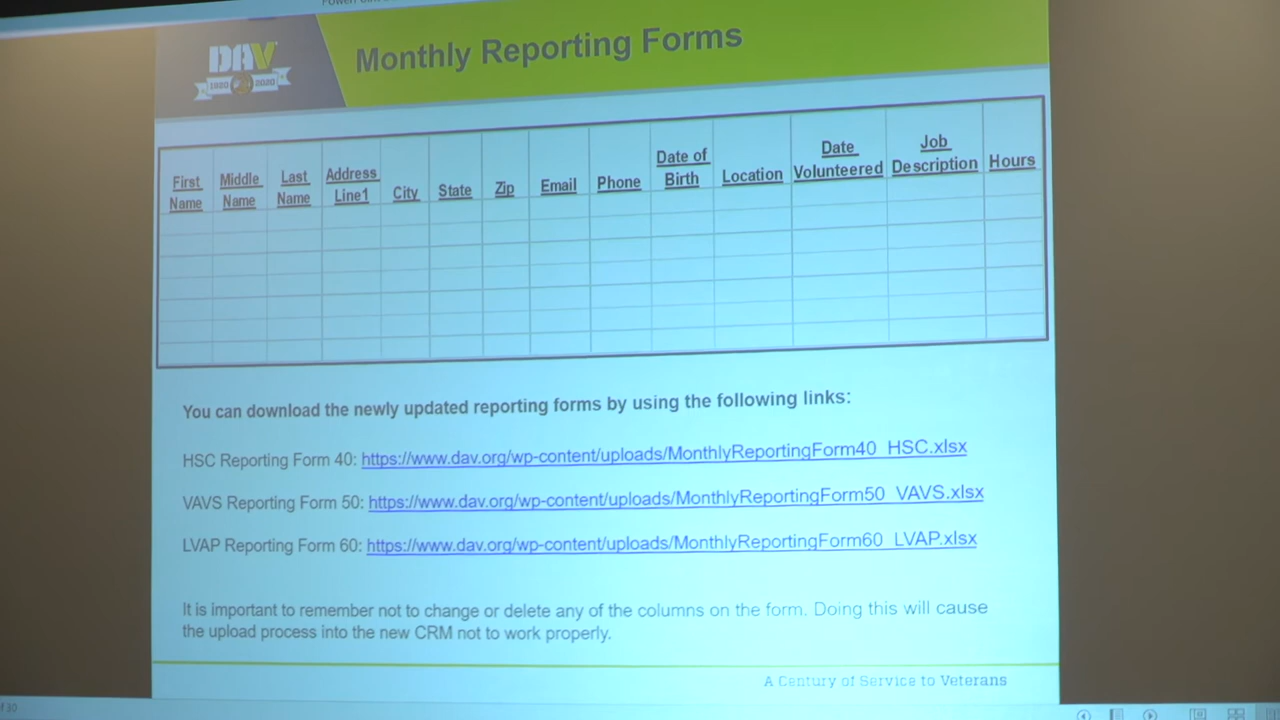 DAV
1920 2020
Monthly Reporting Forms
First Name
Middle Name
Last Name
Address Line1
City
State
Zip
Email
Phone
Date of Birth
Location
Date Volunteered
Job Description
Hours
You can download the newly updated reporting forms by using the following links:
HSC Reporting Form 40: https://www.dav.org/wp-content/uploads/MonthlyReportingForm40_HSC.xlsx
VAVS Reporting Form 50: https://www.dav.org/wp-content/uploads/MonthlyReportingForm50_VAVS.xlsx
LVAP Reporting Form 60: https://www.dav.org/wp-content/uploads/MonthlyReportingForm60_LVAP.xlsx
It is important to remember not to change or delete any of the columns on the form. Doing this will cause
the upload process into the new CRM not to work properly.
A Century of Service to Veterans